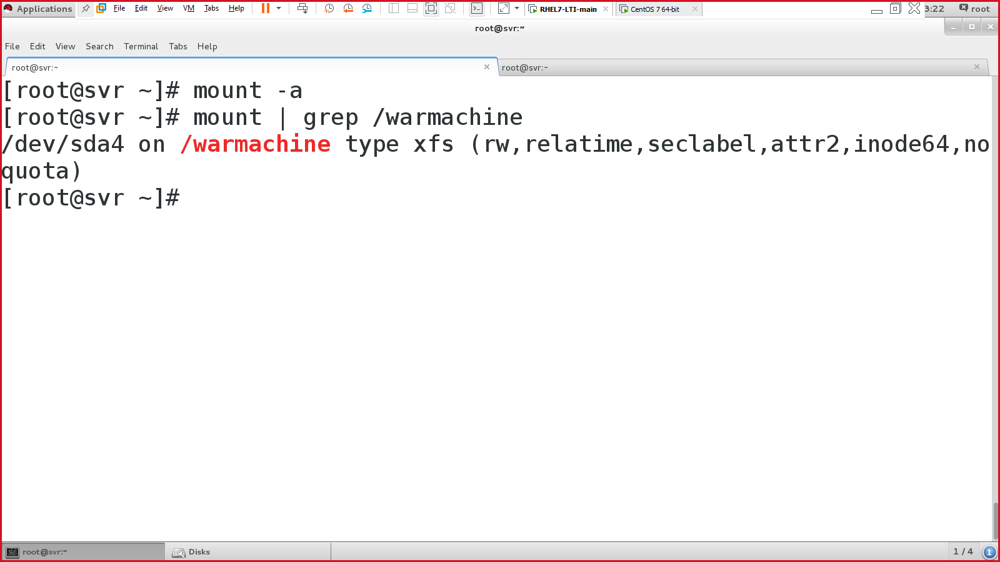 Applications File Edit View VM Tabs Help RHEL7-LTI-main CentOS 7 64-bit 3:22 root
root@svr:~
File Edit View Search Terminal Tabs Help
root@svr:~ root@svr:~
[root@svr ~]# mount -a
[root@svr ~]# mount | grep /warmachine
/dev/sda4 on /warmachine type xfs (rw,relatime,seclabel,attr2,inode64,no
quota)
[root@svr ~]#
root@svr:~ Disks 1 / 4 1